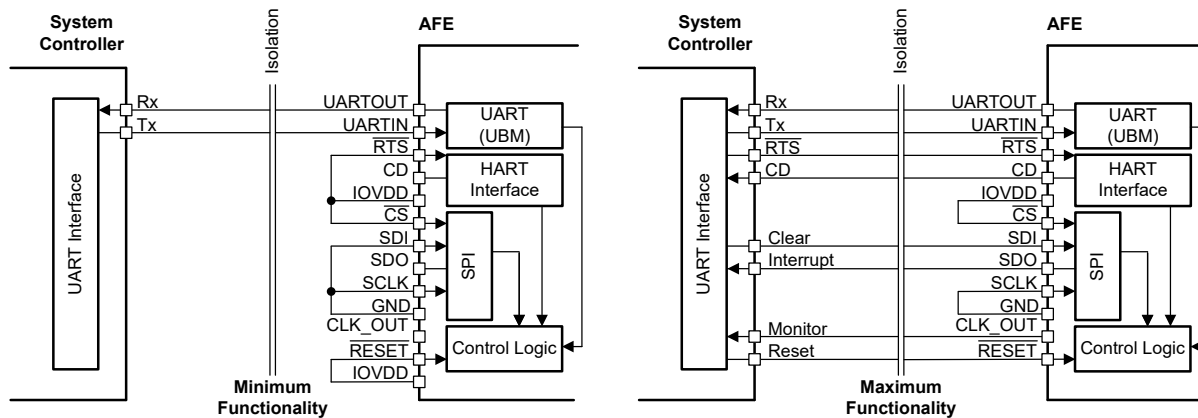 System
Controller
UART Interface
Rx
Tx
Isolation
Minimum
Functionality
AFE
UARTOUT
UARTIN
RTS
CD
IOVDD
CS
SDI
SDO
SCLK
GND
CLK_OUT
RESET
IOVDD
UART
(UBM)
HART
Interface
SPI
Control Logic
System
Controller
UART Interface
Rx
Tx
RTS
CD
Clear
Interrupt
Monitor
Reset
Isolation
Maximum
Functionality
AFE
UARTOUT
UARTIN
RTS
CD
IOVDD
CS
SDI
SDO
SCLK
GND
CLK_OUT
RESET
UART
(UBM)
HART
Interface
SPI
Control Logic